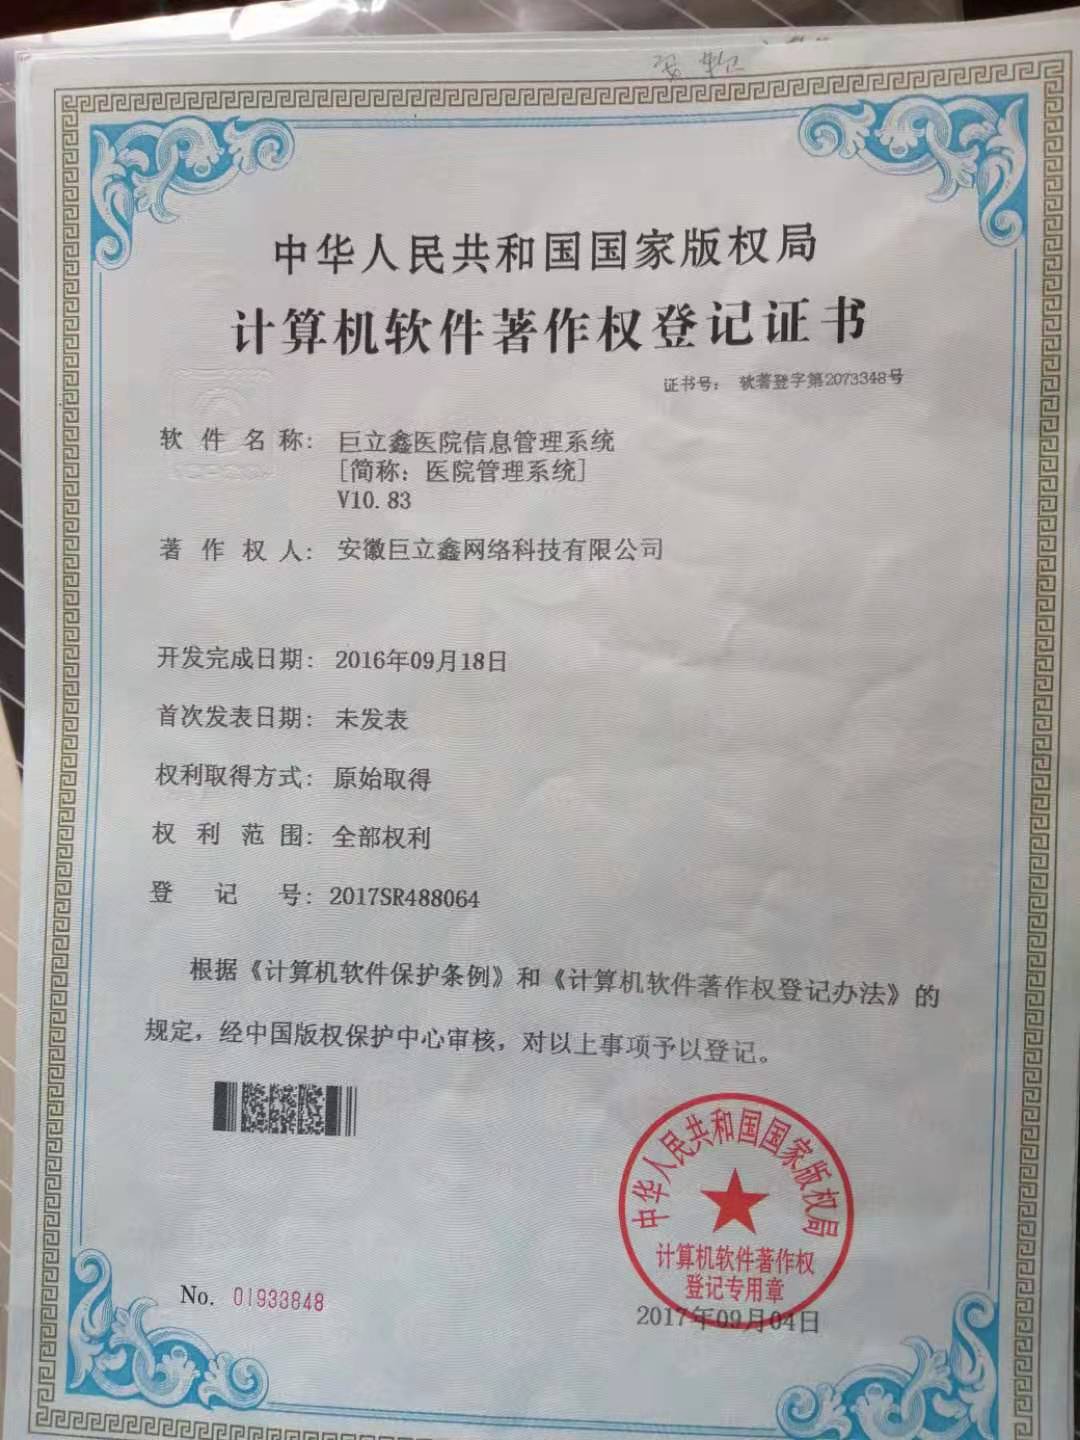 中华人民共和国国家版权局
计算机软件著作权登记证书
证书号： 软著登字第2073348号
软件名称： 巨立鑫医院信息管理系统
[简称：医院管理系统]
V10.83
著作权人： 安徽巨立鑫网络科技有限公司
开发完成日期： 2016年09月18日
首次发表日期： 未发表
权利取得方式： 原始取得
权利范围： 全部权利
登记号： 2017SR488064
根据《计算机软件保护条例》和《计算机软件著作权登记办法》的
规定，经中国版权保护中心审核，对以上事项予以登记。
中华人民共和国国家版权局
计算机软件著作权
登记专用章
No. 01933848
2017年09月04日